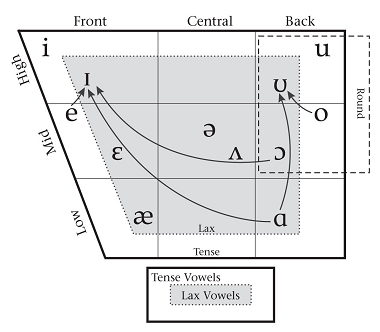 Front Central Back
i u
High ɪ ʊ
e o
Mid ə Round
ɛ ʌ ɔ
Low æ ɑ
Lax
Tense
Tense Vowels
Lax Vowels